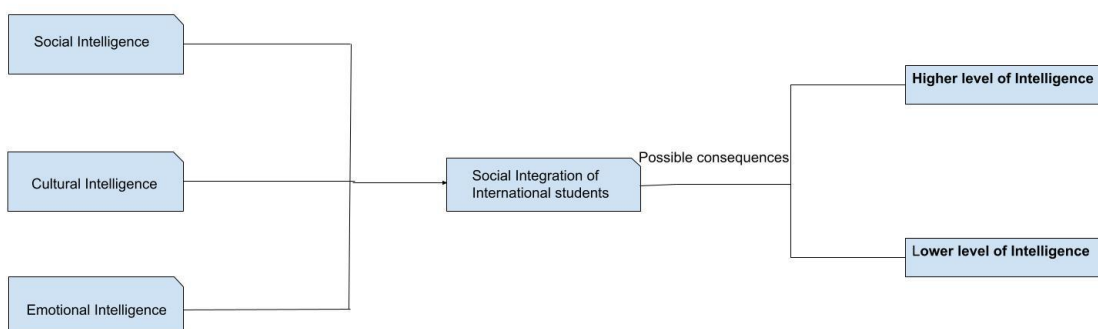 Social Intelligence
Cultural Intelligence
Emotional Intelligence
Social Integration of
International students
Possible consequences
Higher level of Intelligence
Lower level of Intelligence